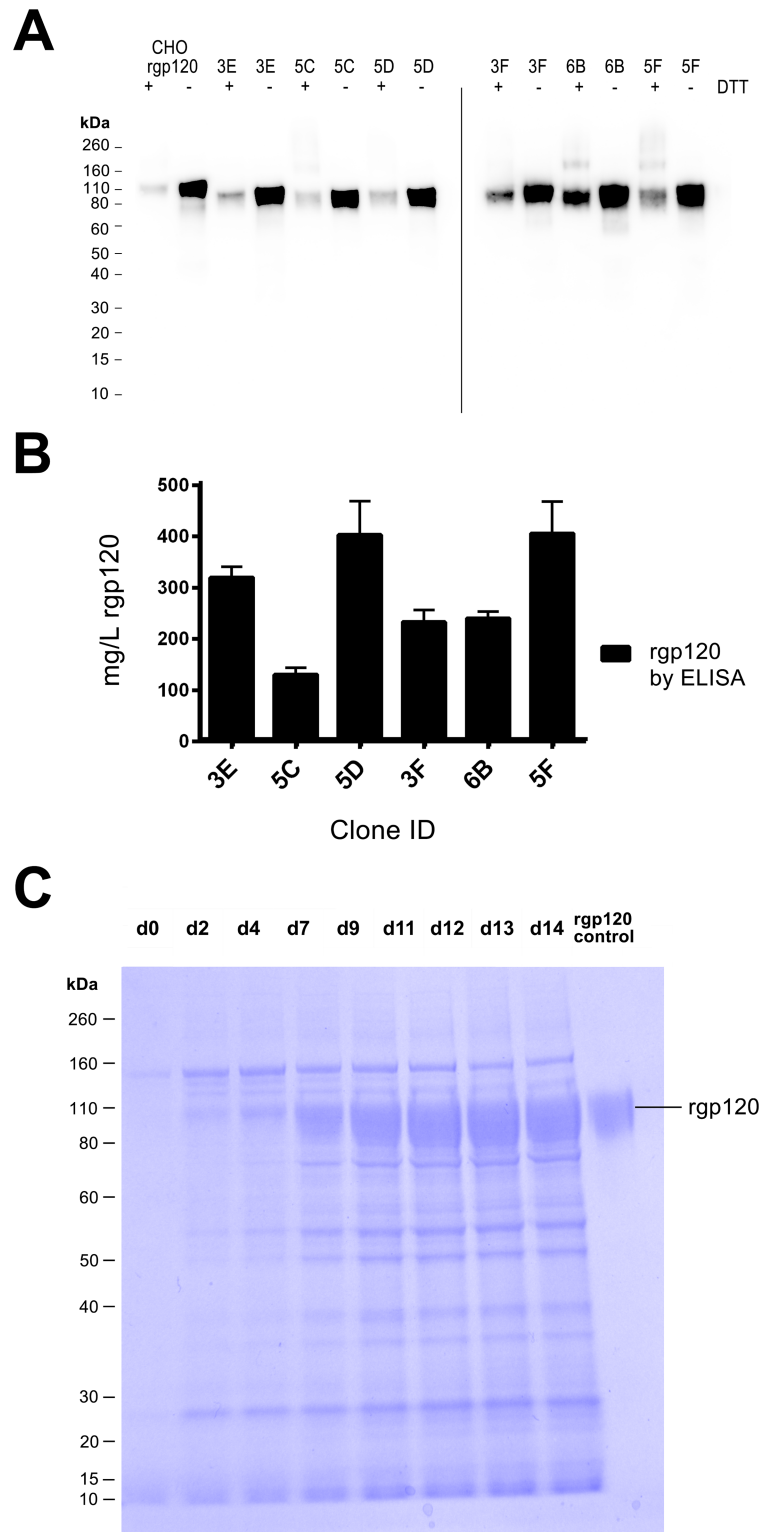 A
CHO
rgp120 3E 3E 5C 5C 5D 5D 3F 3F 6B 6B 5F 5F
+ - + - + - + - + - + - + - DTT
kDa
260
160
110
80
60
50
40
30
20
15
10
B
500
400
300
200
100
0
mg/L rgp120
rgp120
by ELISA
3E 5C 5D 3F 6B 5F
Clone ID
C
d0 d2 d4 d7 d9 d11 d12 d13 d14 rgp120
control
kDa
260
160
110
rgp120
80
60
50
40
30
20
15
10